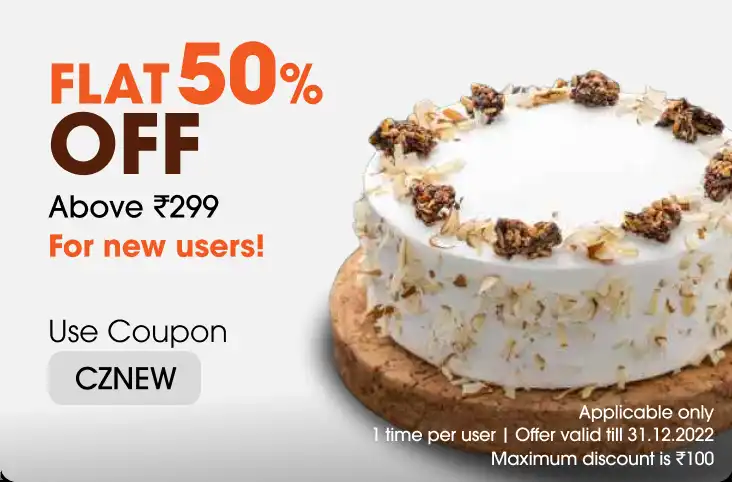 FLAT 50%
OFF
Above ₹299
For new users!
Use Coupon
CZNEW
Applicable only
1 time per user | Offer valid till 31.12.2022
Maximum discount is ₹100